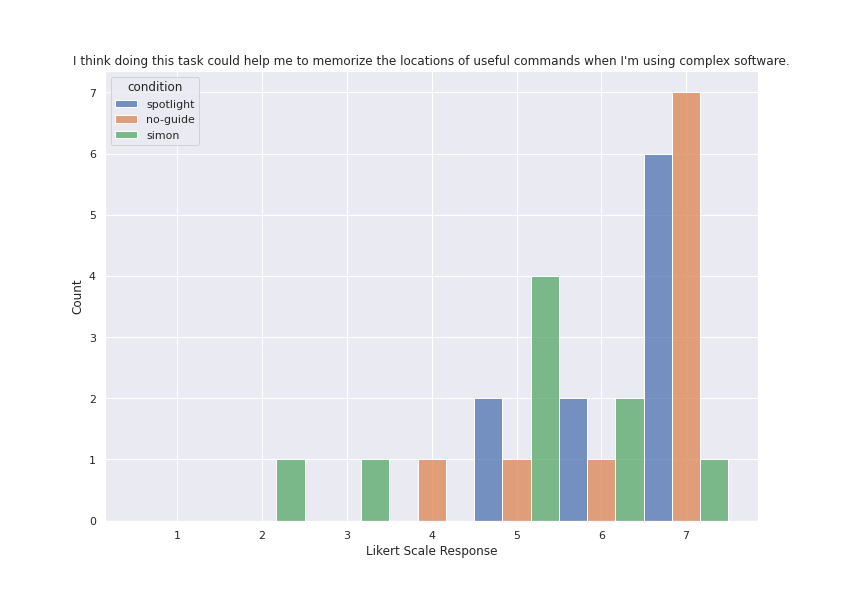 I think doing this task could help me to memorize the locations of useful commands when I'm using complex software.
condition
spotlight
no-guide
simon
7
6
5
4
3
2
1
0
Count
1 2 3 4 5 6 7
Likert Scale Response